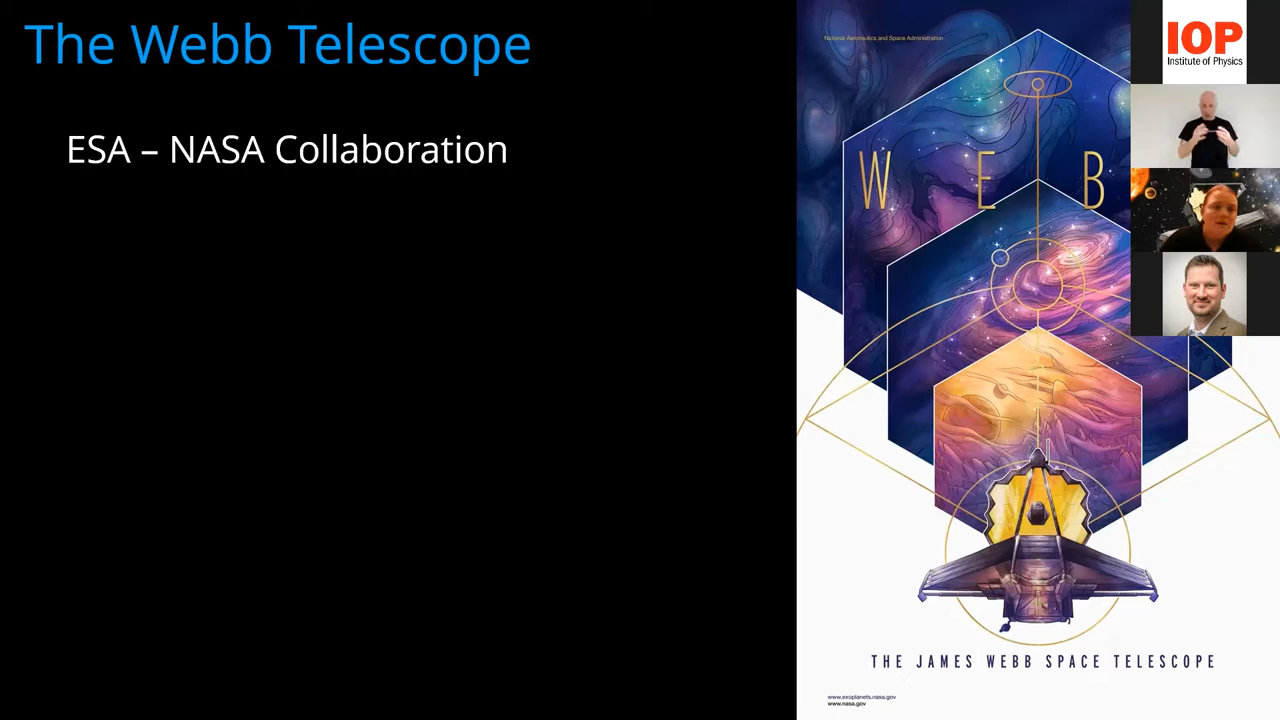 The Webb Telescope
ESA – NASA Collaboration
National Aeronautics and Space Administration
W E B
THE JAMES WEBB SPACE TELESCOPE
www.exoplanets.nasa.gov
www.nasa.gov
IOP
Institute of Physics